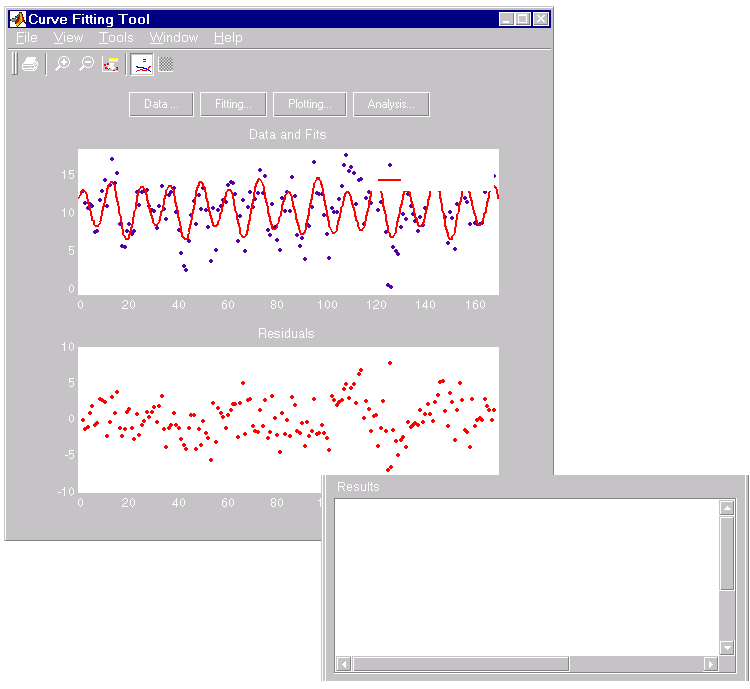 Curve Fitting Tool
File View Tools Window Help
Data ... Fitting... Plotting... Analysis...
Data and Fits
15
10
5
0
0 20 40 60 80 100 120 140 160
Residuals
10
5
0
-5
-10
0 20 40 60 80
Results